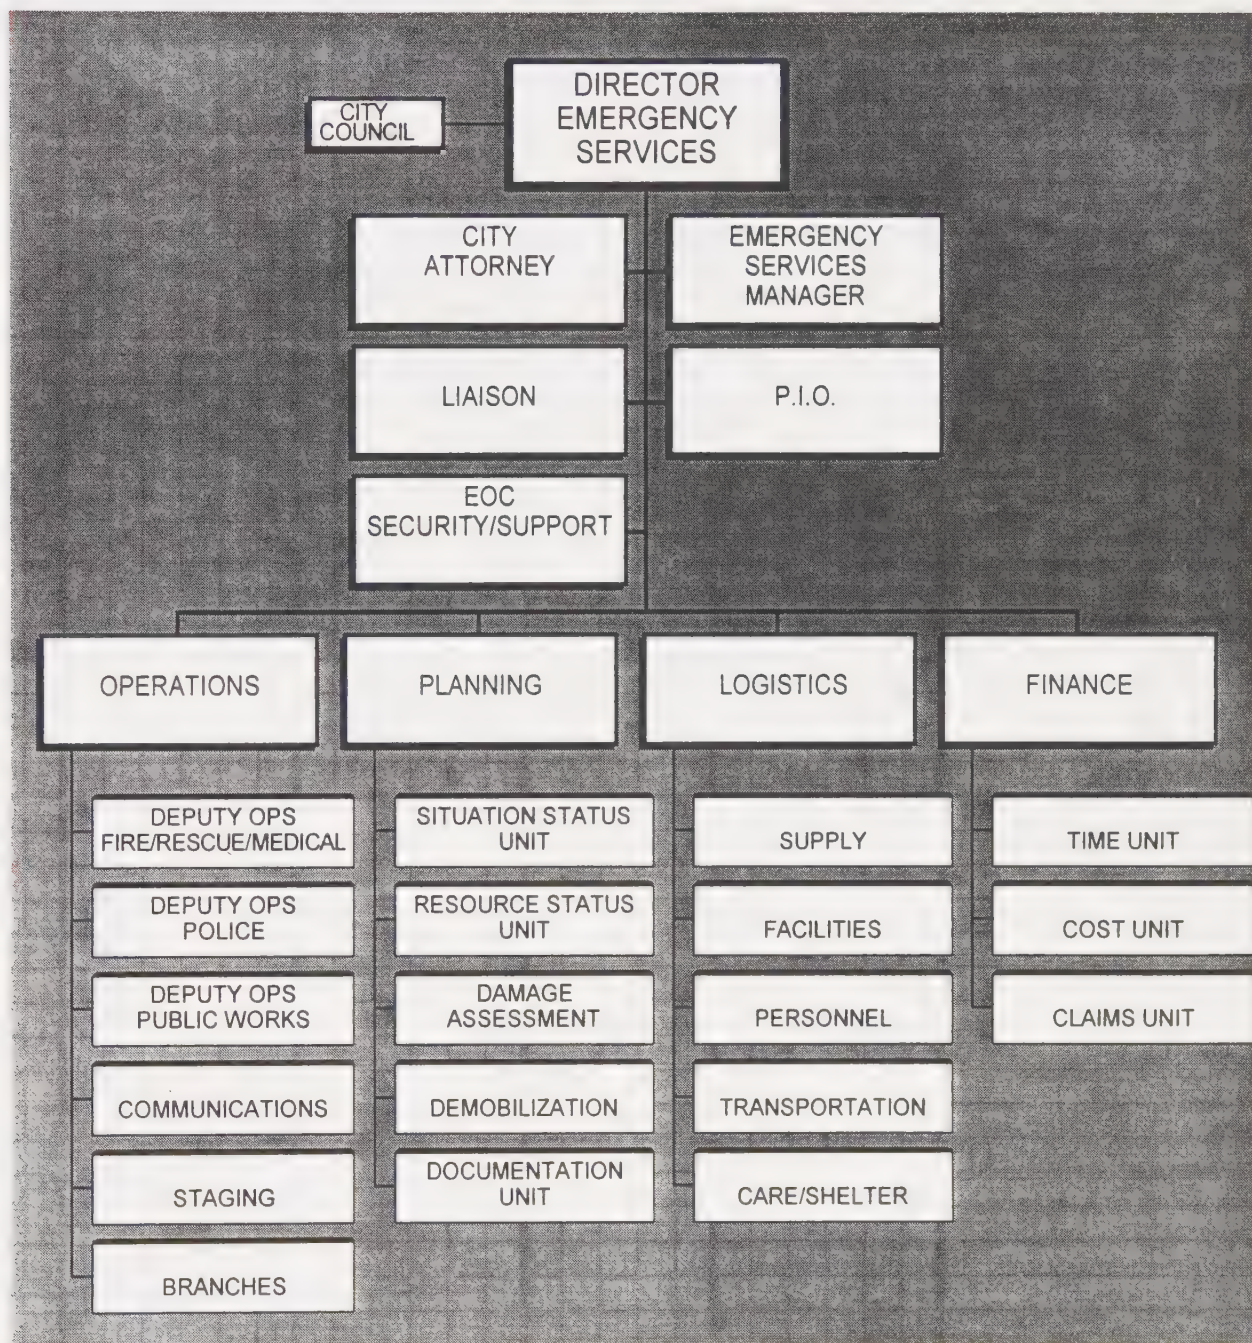 DIRECTOR
EMERGENCY
SERVICES
CITY
COUNCIL
CITY
ATTORNEY
EMERGENCY
SERVICES
MANAGER
LIAISON
P.I.O.
EOC
SECURITY/SUPPORT
OPERATIONS
PLANNING
LOGISTICS
FINANCE
DEPUTY OPS
FIRE/RESCUE/MEDICAL
DEPUTY OPS
POLICE
DEPUTY OPS
PUBLIC WORKS
COMMUNICATIONS
STAGING
BRANCHES
SITUATION STATUS
UNIT
RESOURCE STATUS
UNIT
DAMAGE
ASSESSMENT
DEMOBILIZATION
DOCUMENTATION
UNIT
SUPPLY
FACILITIES
PERSONNEL
TRANSPORTATION
CARE/SHELTER
TIME UNIT
COST UNIT
CLAIMS UNIT